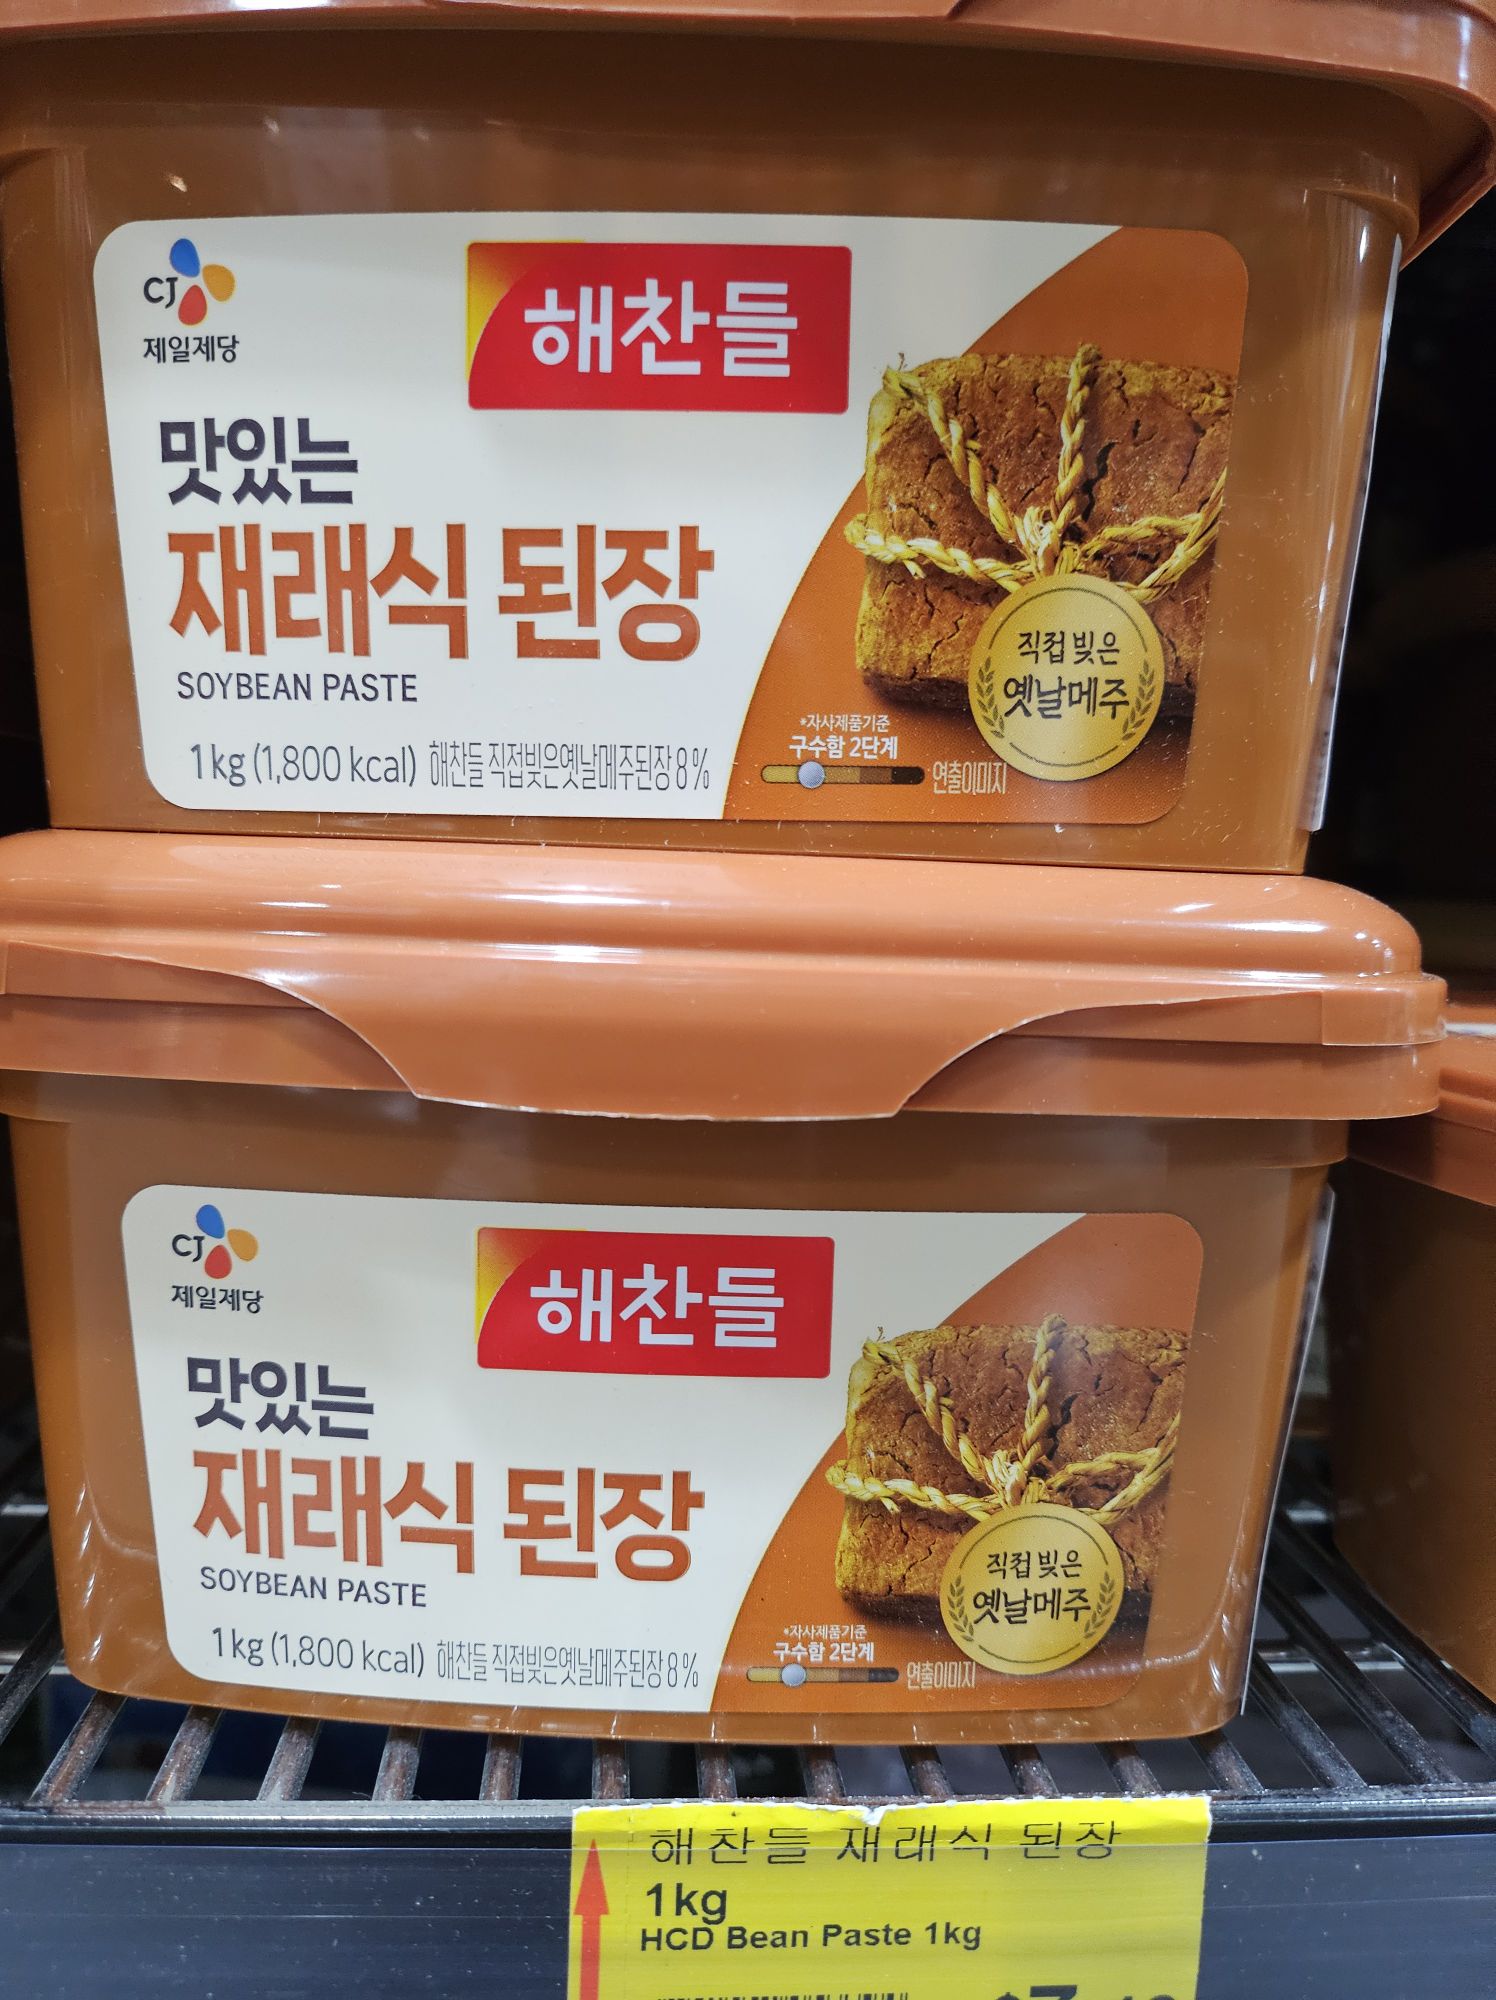 CJ
제일제당
해찬들
맛있는
재래식 된장
SOYBEAN PASTE
1kg (1,800 kcal) 해찬들 직접빚은옛날메주된장 8%
*자사제품기준
구수함 2단계
연출이미지
직접 빚은
옛날메주
CJ
제일제당
해찬들
맛있는
재래식 된장
SOYBEAN PASTE
1kg (1,800 kcal) 해찬들 직접빚은옛날메주된장 8%
*자사제품기준
구수함 2단계
연출이미지
직접 빚은
옛날메주
해찬들 재래식 된장
1kg
HCD Bean Paste 1kg